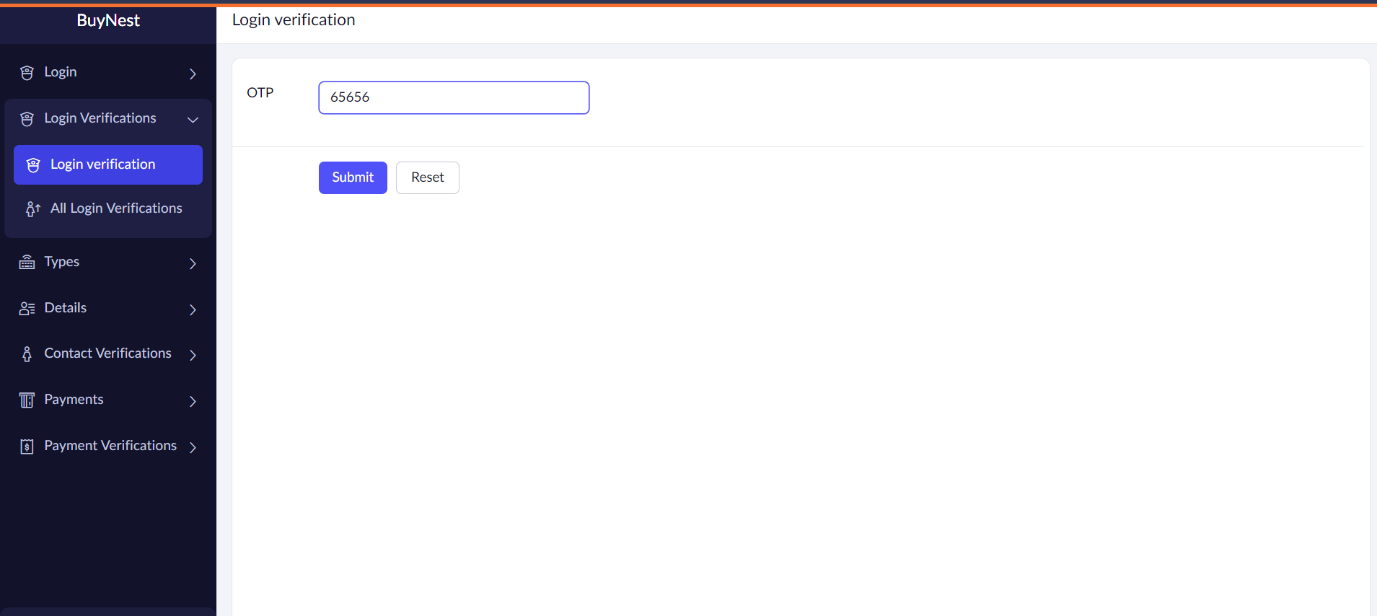 BuyNest
Login verification
Login
Login Verifications
Login verification
All Login Verifications
Types
Details
Contact Verifications
Payments
Payment Verifications
OTP
65656
Submit
Reset